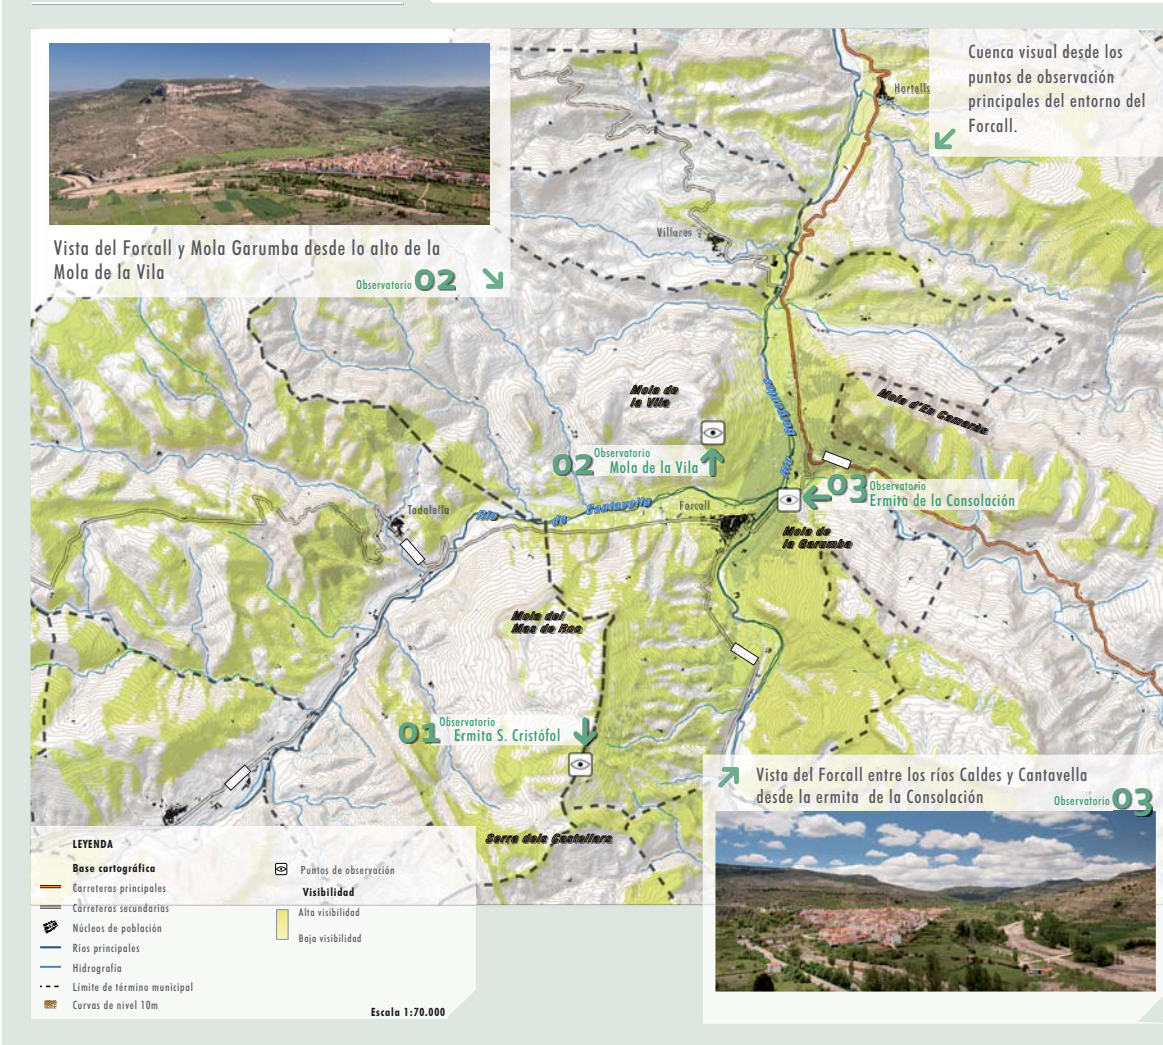 Vista del Forcall y Mola Garumba desde lo alto de la
Mola de la Vila
Observatorio 02
Cuenca visual desde los
puntos de observación
principales del entorno del
Forcall.
Hortells
Villores
Mola de
la Vila
Mola d'En Camaràs
02 Observatorio
Mola de la Vila
03 Observatorio
Ermita de la Consolación
Río
Todolella
Río de Cantavella
Forcall
Mola de
la Garumba
Mola del
Mas de Roc
01 Observatorio
Ermita S. Cristófol
Serra dels Castellars
Vista del Forcall entre los ríos Caldes y Cantavella
desde la ermita de la Consolación
Observatorio 03
LEYENDA
Base cartográfica
Carreteras principales
Carreteras secundarias
Núcleos de población
Ríos principales
Hidrografía
Límite de término municipal
Curvas de nivel 10m
Puntos de observación
Visibilidad
Alta visibilidad
Baja visibilidad
Escala 1:70.000